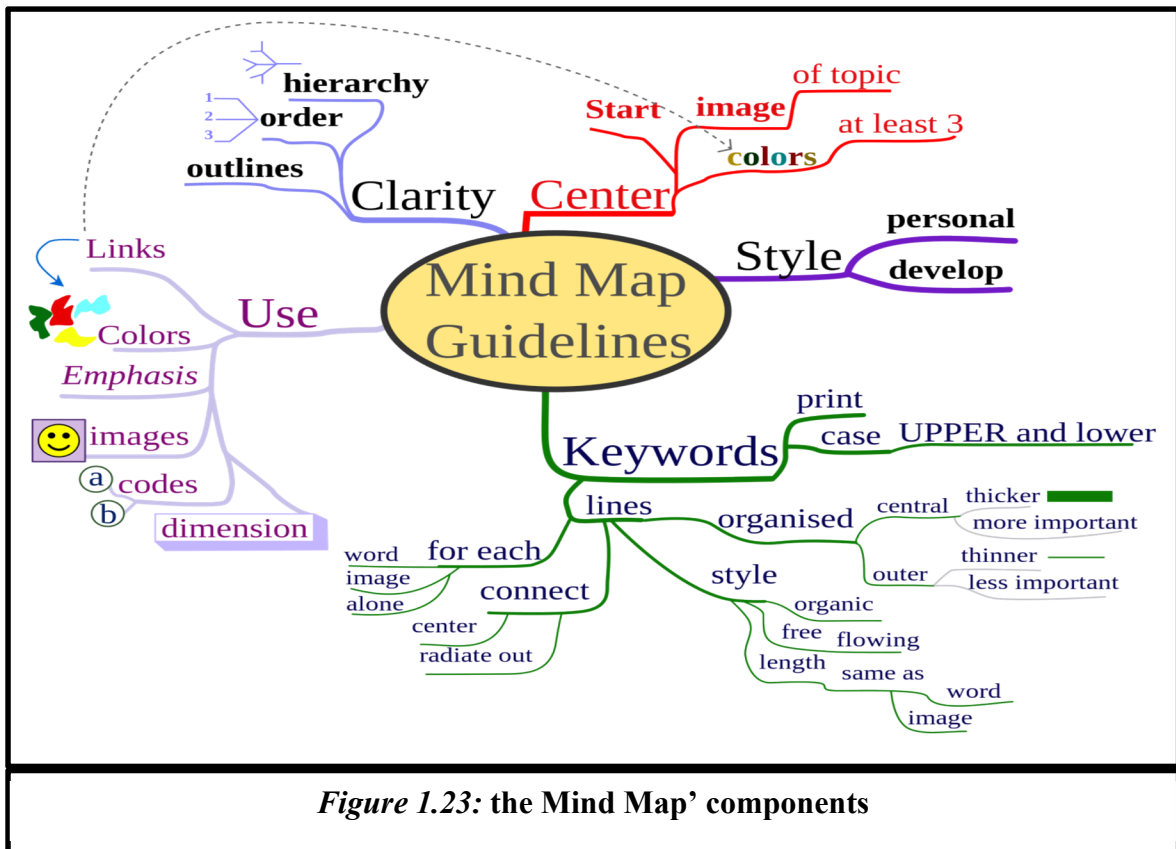 Mind Map
Guidelines
Clarity
hierarchy
order
1
2
3
outlines
Center
Start
image
of topic
colors
at least 3
Style
personal
develop
Keywords
print
case
UPPER and lower
lines
organised
central
thicker
more important
outer
thinner
less important
style
organic
free flowing
length
same as
word
image
connect
center
radiate out
for each
word
image
alone
Use
Links
Colors
Emphasis
images
codes
a
b
dimension
Figure 1.23: the Mind Map’ components